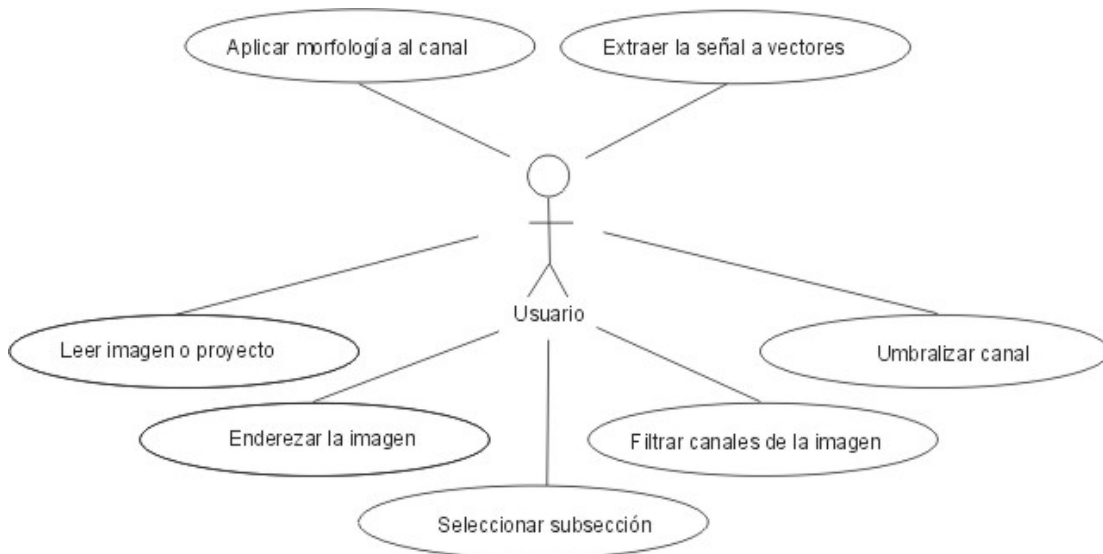 Aplicar morfología al canal
Extraer la señal a vectores
Usuario
Leer imagen o proyecto
Umbralizar canal
Enderezar la imagen
Filtrar canales de la imagen
Seleccionar subsección